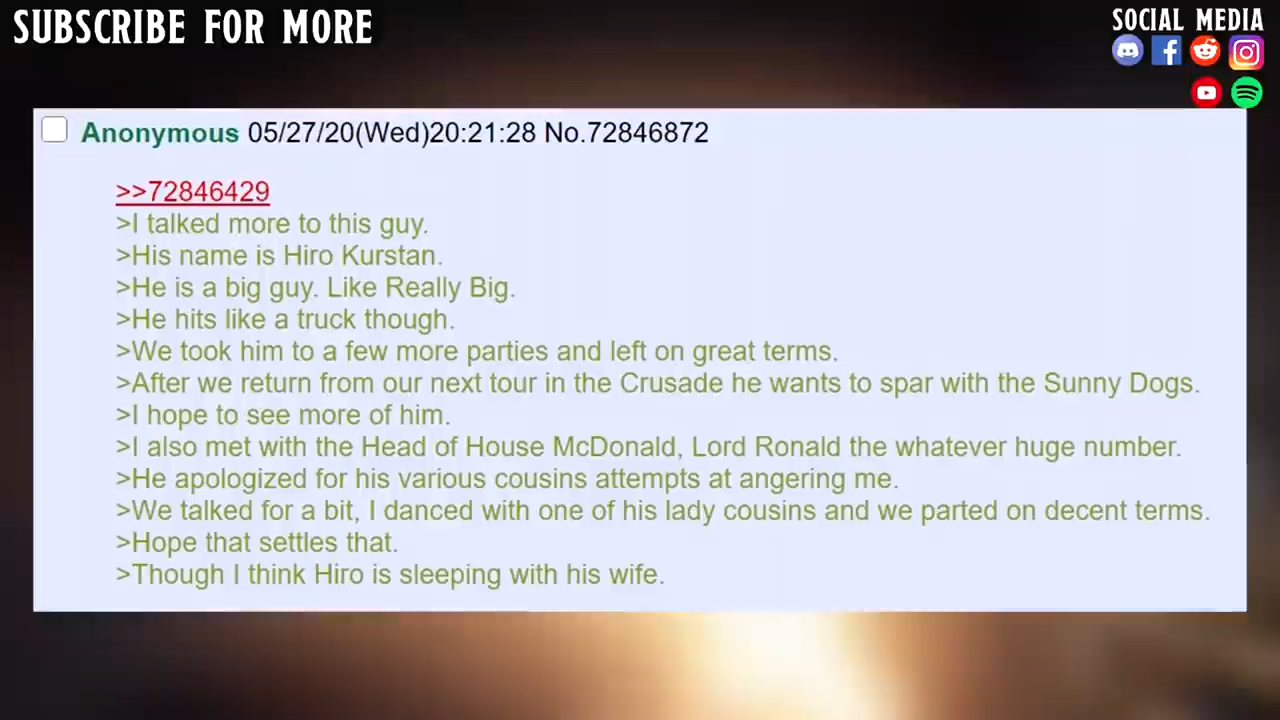 SUBSCRIBE FOR MORE
SOCIAL MEDIA
Anonymous 05/27/20(Wed)20:21:28 No.72846872
>>72846429
>I talked more to this guy.
>His name is Hiro Kurstan.
>He is a big guy. Like Really Big.
>He hits like a truck though.
>We took him to a few more parties and left on great terms.
>After we return from our next tour in the Crusade he wants to spar with the Sunny Dogs.
>I hope to see more of him.
>I also met with the Head of House McDonald, Lord Ronald the whatever huge number.
>He apologized for his various cousins attempts at angering me.
>We talked for a bit, I danced with one of his lady cousins and we parted on decent terms.
>Hope that settles that.
>Though I think Hiro is sleeping with his wife.